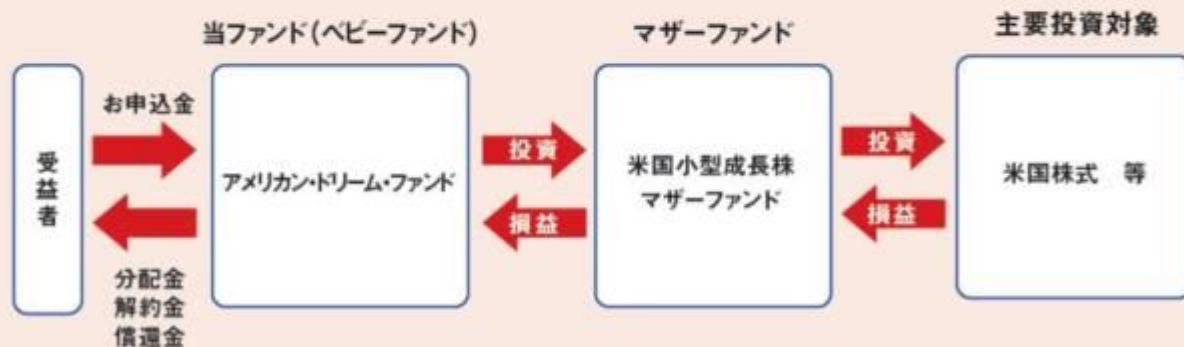 当ファンド(ベビーファンド)
マザーファンド
主要投資対象
受益者
お申込金
分配金
解約金
償還金
アメリカン・ドリーム・ファンド
投資
損益
米国小型成長株
マザーファンド
投資
損益
米国株式 等